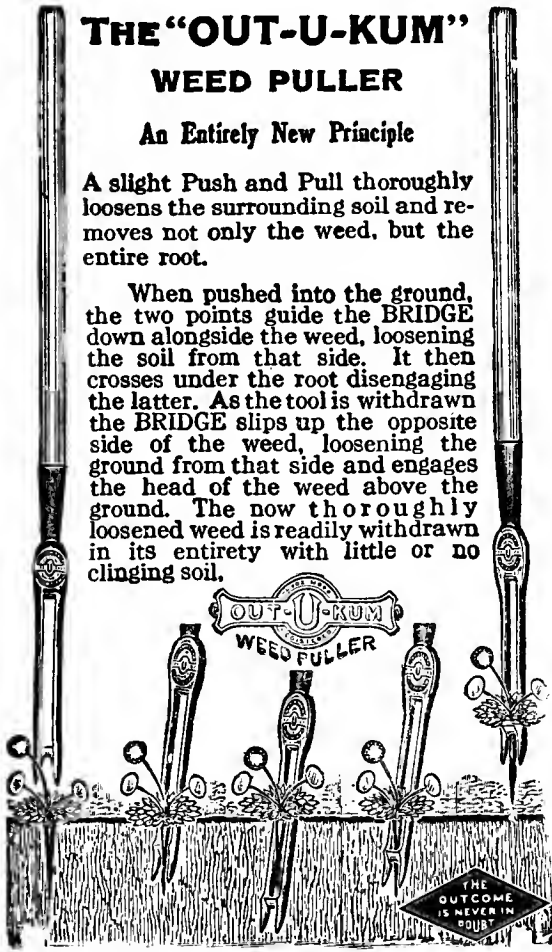 THE “OUT-U-KUM”
WEED PULLER
An Entirely New Principle
A slight Push and Pull thoroughly
loosens the surrounding soil and re-
moves not only the weed, but the
entire root.
When pushed into the ground,
the two points guide the BRIDGE
down alongside the weed, loosening
the soil from that side. It then
crosses under the root disengaging
the latter. As the tool is withdrawn
the BRIDGE slips up the opposite
side of the weed, loosening the
ground from that side and engages
the head of the weed above the
ground. The now thoroughly
loosened weed is readily withdrawn
in its entirety with little or no
clinging soil.
TRADE MARK
OUT-U-KUM
REGISTERED
WEED PULLER
THE
OUTCOME
IS NEVER IN
DOUBT